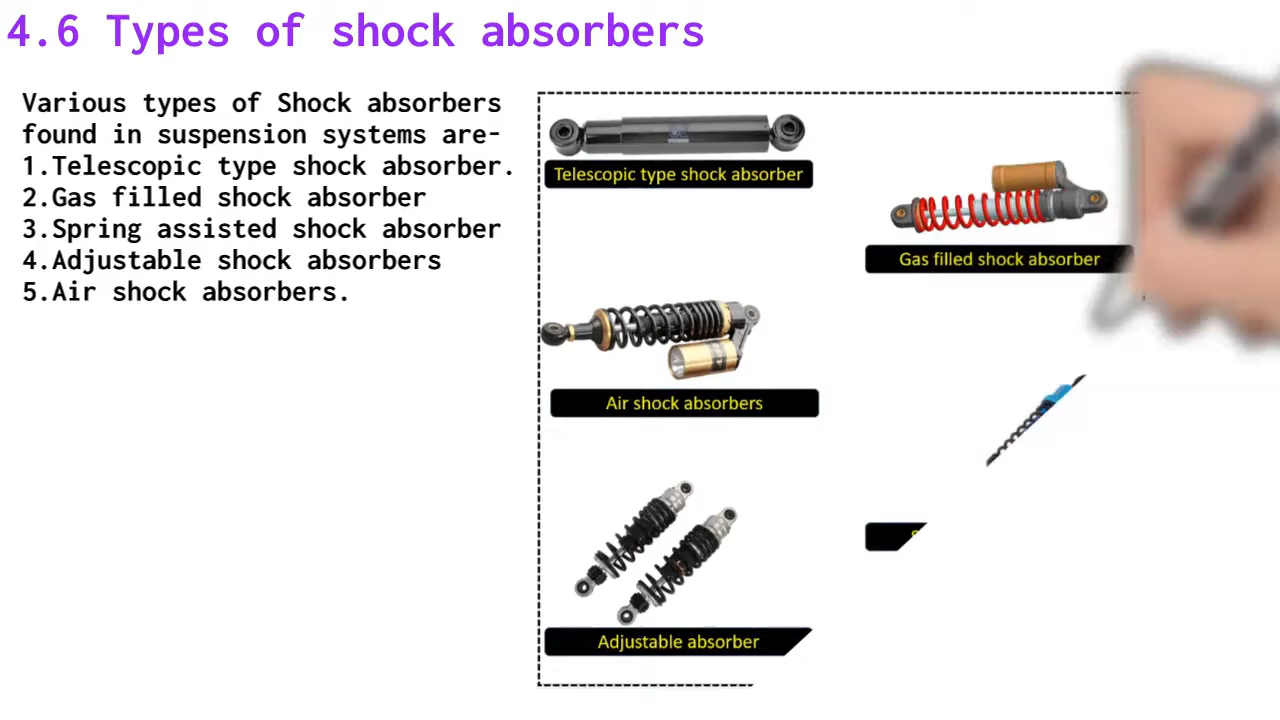 4.6 Types of shock absorbers
Various types of Shock absorbers
found in suspension systems are-
1.Telescopic type shock absorber.
2.Gas filled shock absorber
3.Spring assisted shock absorber
4.Adjustable shock absorbers
5.Air shock absorbers.
Telescopic type shock absorber
Gas filled shock absorber
Air shock absorbers
Adjustable absorber